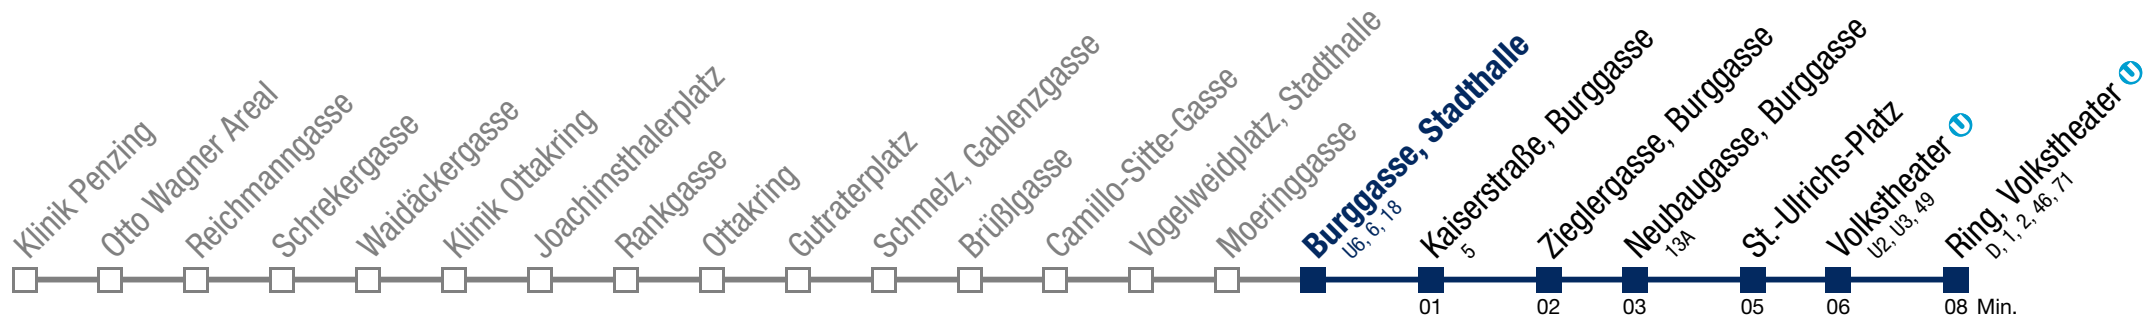 Klinik Penzing
Otto Wagner Areal
Reichmanngasse
Schrekergasse
Waidäckergasse
Klinik Ottakring
Joachimsthalerplatz
Rankgasse
Ottakring
Gutraterplatz
Schmelz, Gablenzgasse
Brüßlgasse
Camillo-Sitte-Gasse
Vogelweidplatz, Stadthalle
Moeringgasse
Burggasse, Stadthalle
U6, 6, 18
Kaiserstraße, Burggasse
5
Zieglergasse, Burggasse
Neubaugasse, Burggasse
13A
St.-Ulrichs-Platz
Volkstheater U
U2, U3, 49
Ring, Volkstheater U
D, 1, 2, 46, 71
01 02 03 05 06 08 Min.